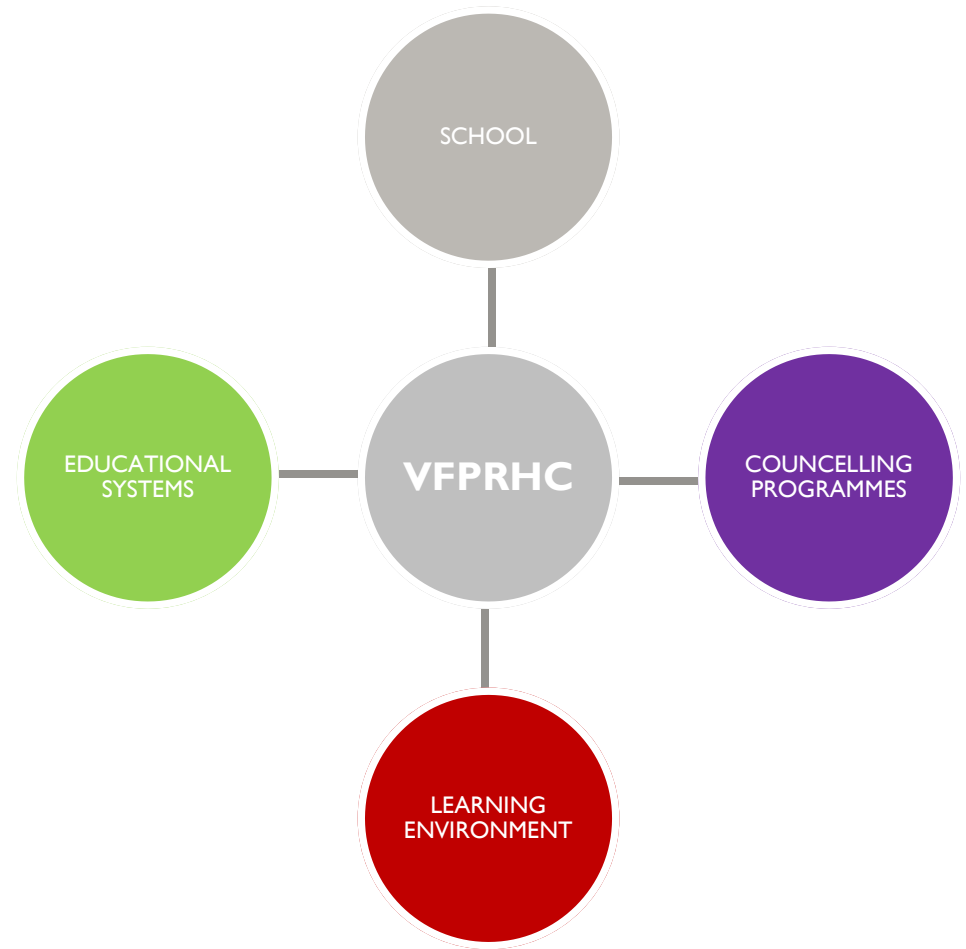 SCHOOL
EDUCATIONAL
SYSTEMS
VFPRHC
COUNCELLING
PROGRAMMES
LEARNING
ENVIRONMENT